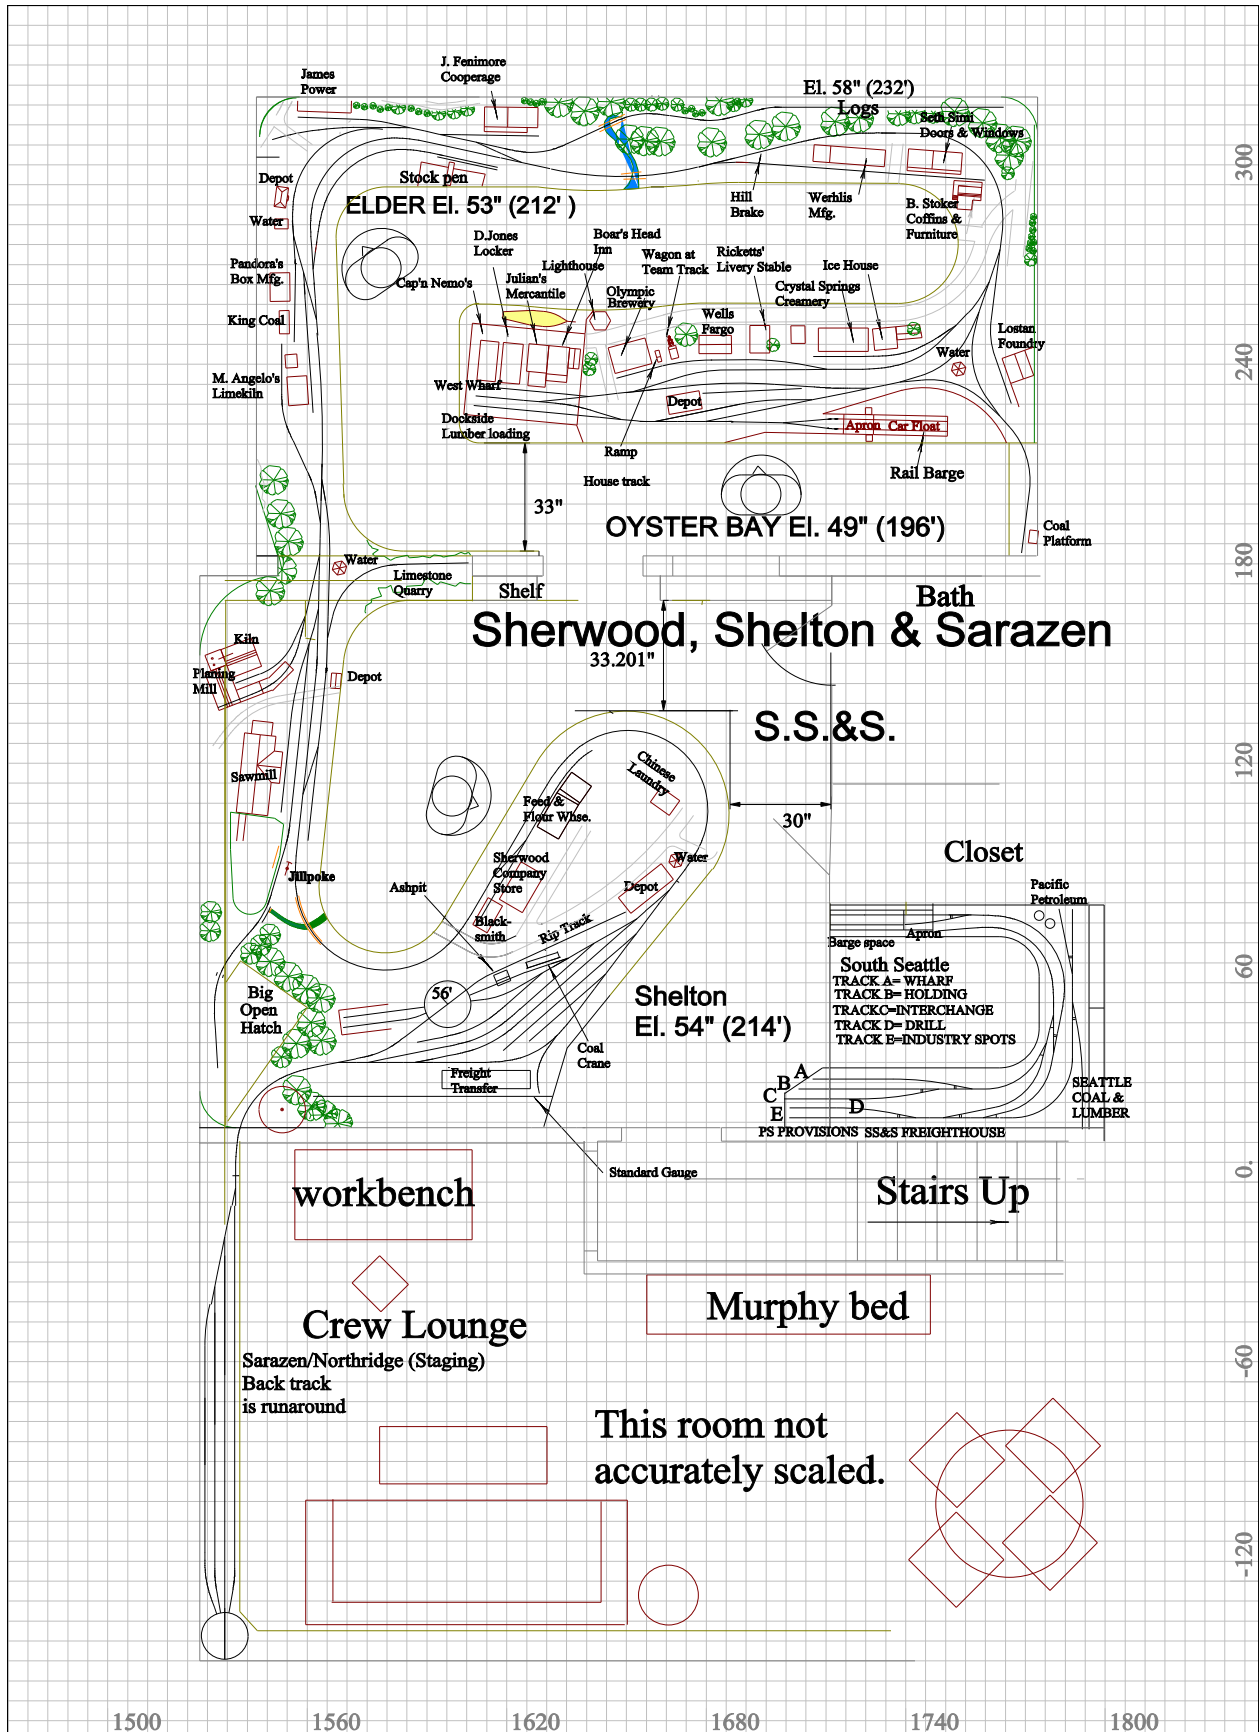 J. Fenimore
Cooperage
James
Power
El. 58" (232')
Logs
Seth Simi
Doors & Windows
300
Depot
Stock pen
ELDER El. 53" (212' )
Hill
Brake
Werhlis
Mfg.
B. Stoker
Coffins &
Furniture
Water
D.Jones
Locker
Boar's Head
Inn
Wagon at
Team Track
Ricketts'
Livery Stable
Ice House
Pandora's
Box Mfg.
Lighthouse
Cap'n Nemo's
Julian's
Mercantile
Olympic
Brewery
Crystal Springs
Creamery
King Coal
Wells
Fargo
Lostan
Foundry
Water
240
M. Angelo's
Limekiln
West Wharf
Depot
Dockside
Lumber loading
Apron
Car Float
Ramp
Rail Barge
House track
33"
OYSTER BAY El. 49" (196')
Coal
Platform
180
Water
Limestone
Quarry
Shelf
Bath
Sherwood, Shelton & Sarazen
33.201"
Kiln
Planing
Mill
Depot
S.S.&S.
Sawmill
Chinese
Laundry
120
Feed &
Flour Whse.
30"
Sherwood
Company
Store
Water
Closet
Jillpoke
Ashpit
Depot
Pacific
Petroleum
Black-
smith
Rip Track
Barge space
Apron
60
South Seattle
TRACK A= WHARF
TRACK B= HOLDING
TRACKC=INTERCHANGE
TRACK D= DRILL
TRACK E=INDUSTRY SPOTS
Big
Open
Hatch
56'
Shelton
El. 54" (214')
Coal
Crane
Freight
Transfer
A
B
C
D
E
SEATTLE
COAL &
LUMBER
PS PROVISIONS
SS&S FREIGHTHOUSE
Standard Gauge
0.
workbench
Stairs Up
Murphy bed
Crew Lounge
Sarazen/Northridge (Staging)
Back track
is runaround
-60
This room not
accurately scaled.
-120
1500
1560
1620
1680
1740
1800